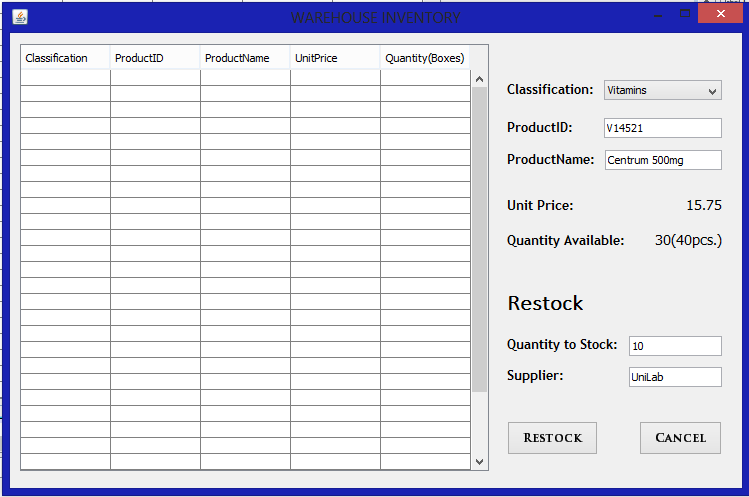 WAREHOUSE INVENTORY
Classification ProductID ProductName UnitPrice Quantity(Boxes)
Classification: Vitamins
ProductID: V14521
ProductName: Centrum 500mg
Unit Price: 15.75
Quantity Available: 30(40pcs.)
Restock
Quantity to Stock: 10
Supplier: UniLab
RESTOCK CANCEL